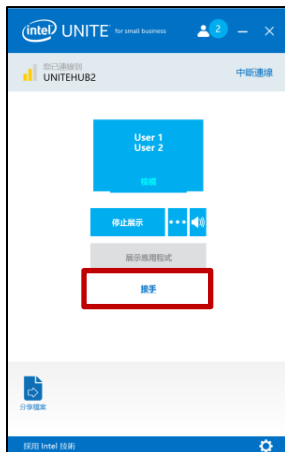 intel UNITE for small business 2
您已連線到
UNITEHUB2
中斷連線
User 1
User 2
檢視
停止展示
展示應用程式
接手
分享檔案
採用 Intel 技術